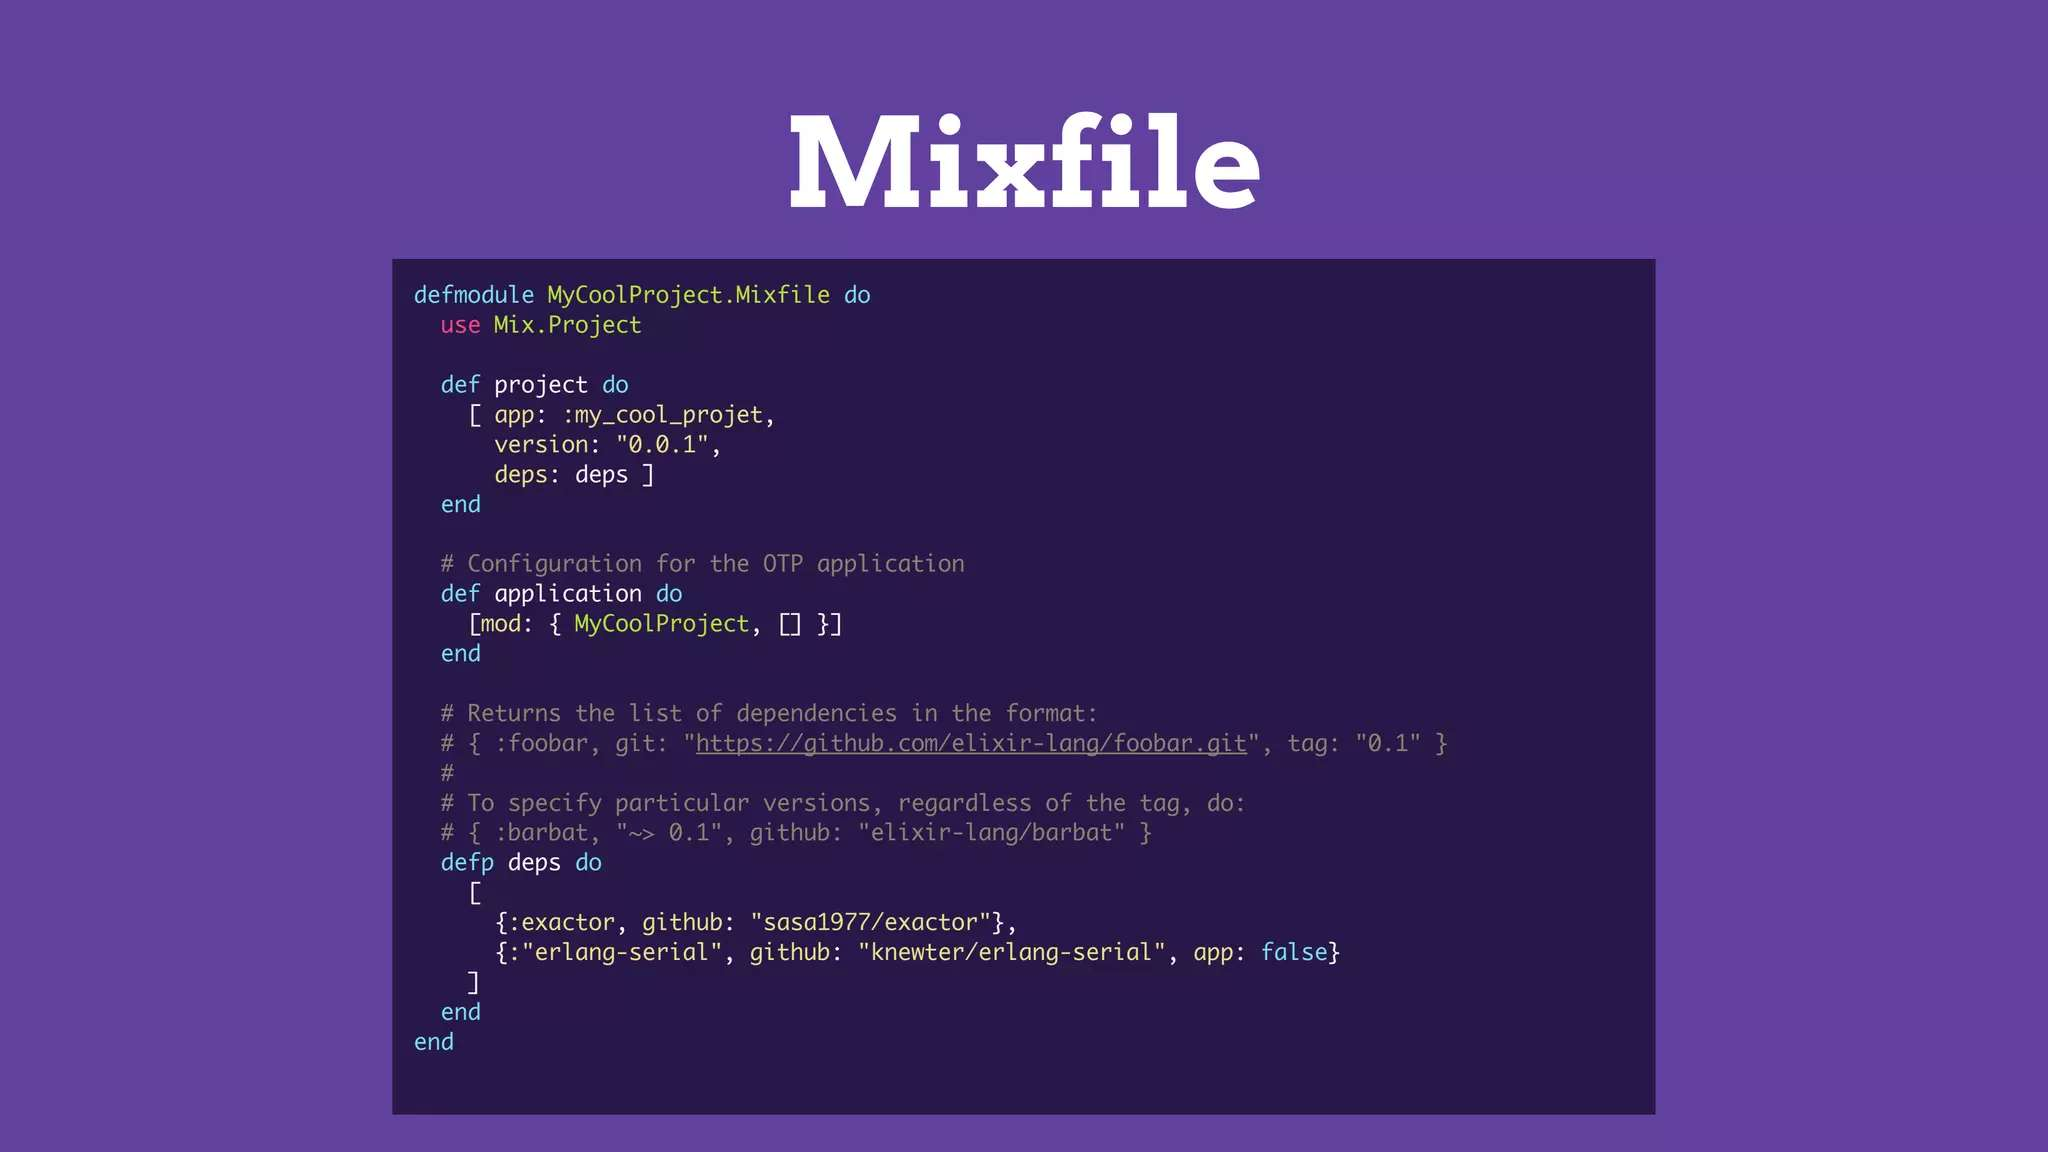 Mixfile
defmodule MyCoolProject.Mixfile do
  use Mix.Project

  def project do
    [ app: :my_cool_projet,
      version: "0.0.1",
      deps: deps ]
  end

  # Configuration for the OTP application
  def application do
    [mod: { MyCoolProject, [] }]
  end

  # Returns the list of dependencies in the format:
  # { :foobar, git: "https://github.com/elixir-lang/foobar.git", tag: "0.1" }
  #
  # To specify particular versions, regardless of the tag, do:
  # { :barbat, "~> 0.1", github: "elixir-lang/barbat" }
  defp deps do
    [
      {:exactor, github: "sasa1977/exactor"},
      {:"erlang-serial", github: "knewter/erlang-serial", app: false}
    ]
  end
end